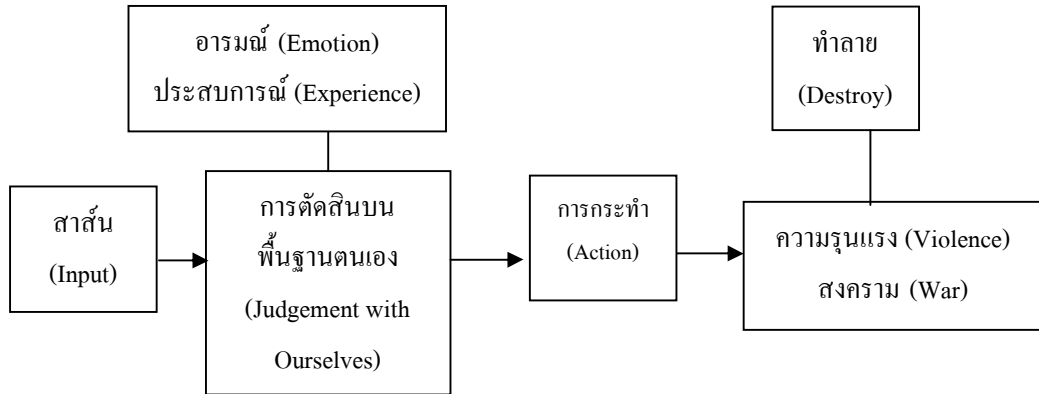 อารมณ์ (Emotion)
ประสบการณ์ (Experience)
ทำลาย
(Destroy)
สาส์น
(Input)
การตัดสินบน
พื้นฐานตนเอง
(Judgement with
Ourselves)
การกระทำ
(Action)
ความรุนแรง (Violence)
สงคราม (War)